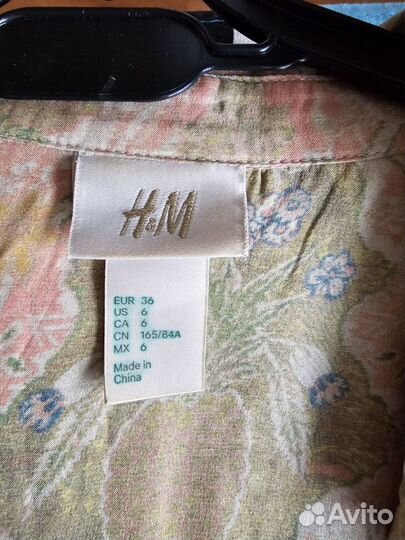 H&M
EUR 36
US 6
CA 6
CN 165/84A
MX 6
Made in
China
Avito